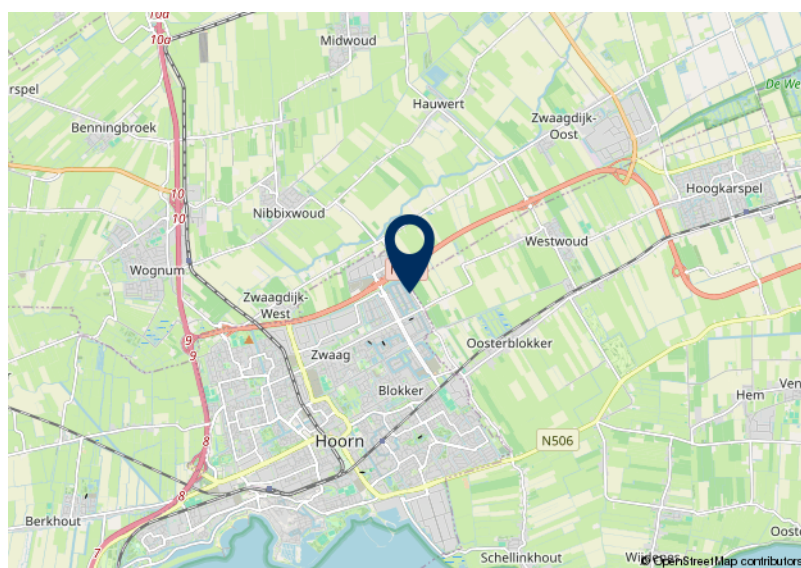 10a
10a
Midwoud
De We
rspel
Hauwert
Zwaagdijk-
Oost
Benningbroek
Hoogkarspel
10
10
Nibbixwoud
Westwoud
Wognum
Zwaagdijk-
West
9
9
Zwaag
Oosterblokker
Blokker
Hem
Ven
8
Hoorn
N506
8
Berkhout
7
Schellinkhout
Wijdenes
Ooste
© OpenStreetMap contributors